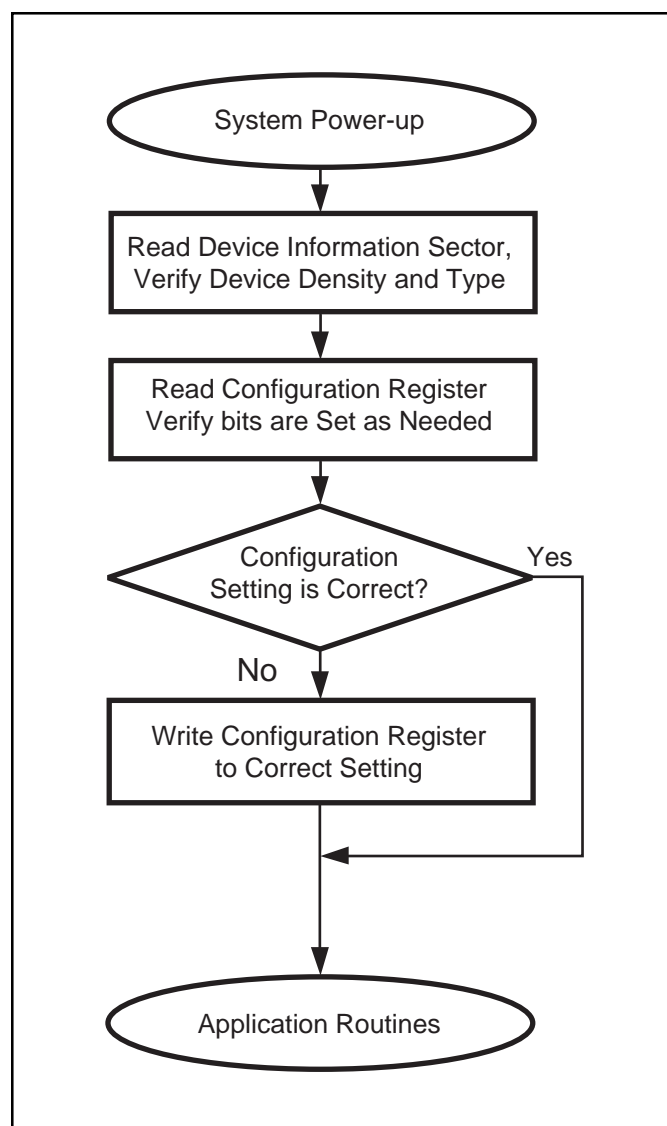 System Power-up
Read Device Information Sector,
Verify Device Density and Type
Read Configuration Register
Verify bits are Set as Needed
Configuration
Setting is Correct?
Yes
No
Write Configuration Register
to Correct Setting
Application Routines